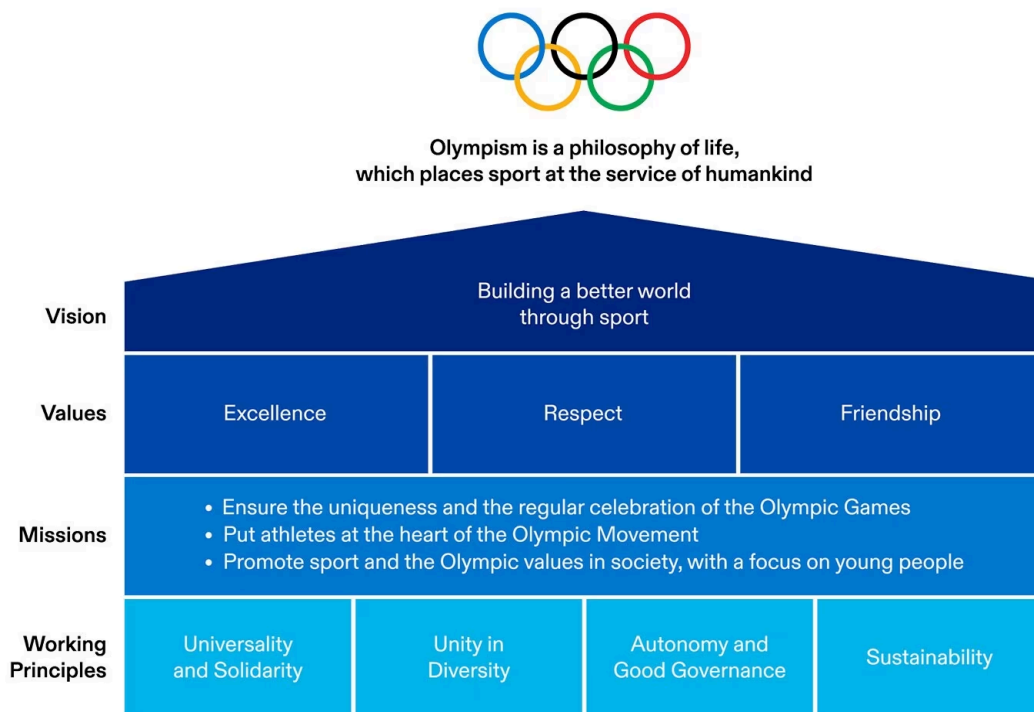 Olympism is a philosophy of life,
which places sport at the service of humankind
Vision
Building a better world
through sport
Values
Excellence
Respect
Friendship
Missions
• Ensure the uniqueness and the regular celebration of the Olympic Games
• Put athletes at the heart of the Olympic Movement
• Promote sport and the Olympic values in society, with a focus on young people
Working
Principles
Universality
and Solidarity
Unity in
Diversity
Autonomy and
Good Governance
Sustainability